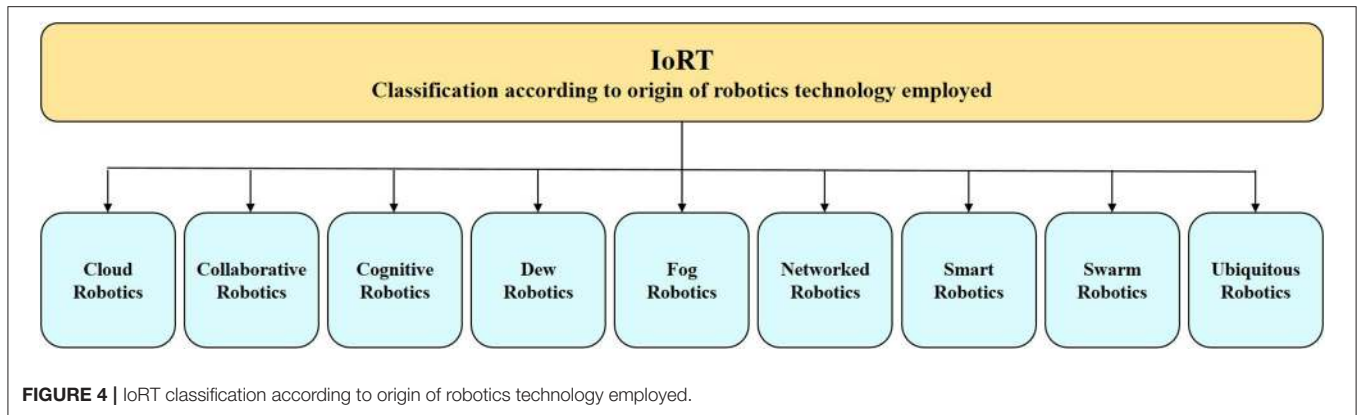 IoRT
Classification according to origin of robotics technology employed
Cloud
Robotics
Collaborative
Robotics
Cognitive
Robotics
Dew
Robotics
Fog
Robotics
Networked
Robotics
Smart
Robotics
Swarm
Robotics
Ubiquitous
Robotics
FIGURE 4 | IoRT classification according to origin of robotics technology employed.